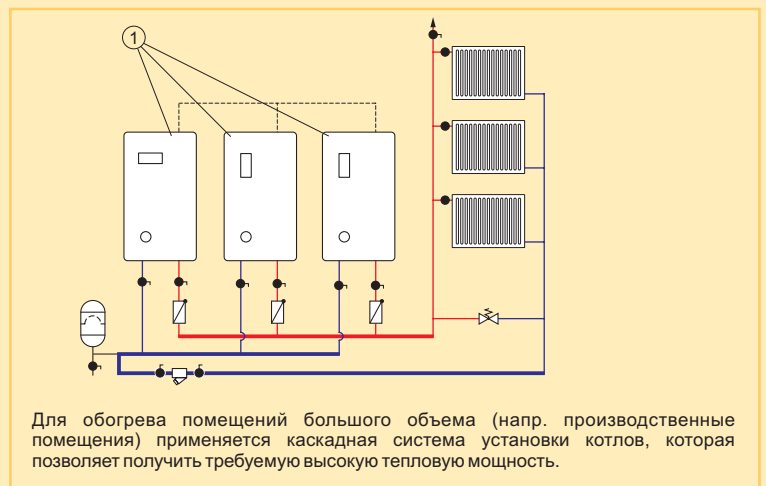 1
Для обогрева помещений большого объема (напр. производственные
помещения) применяется каскадная система установки котлов, которая
позволяет получить требуемую высокую тепловую мощность.